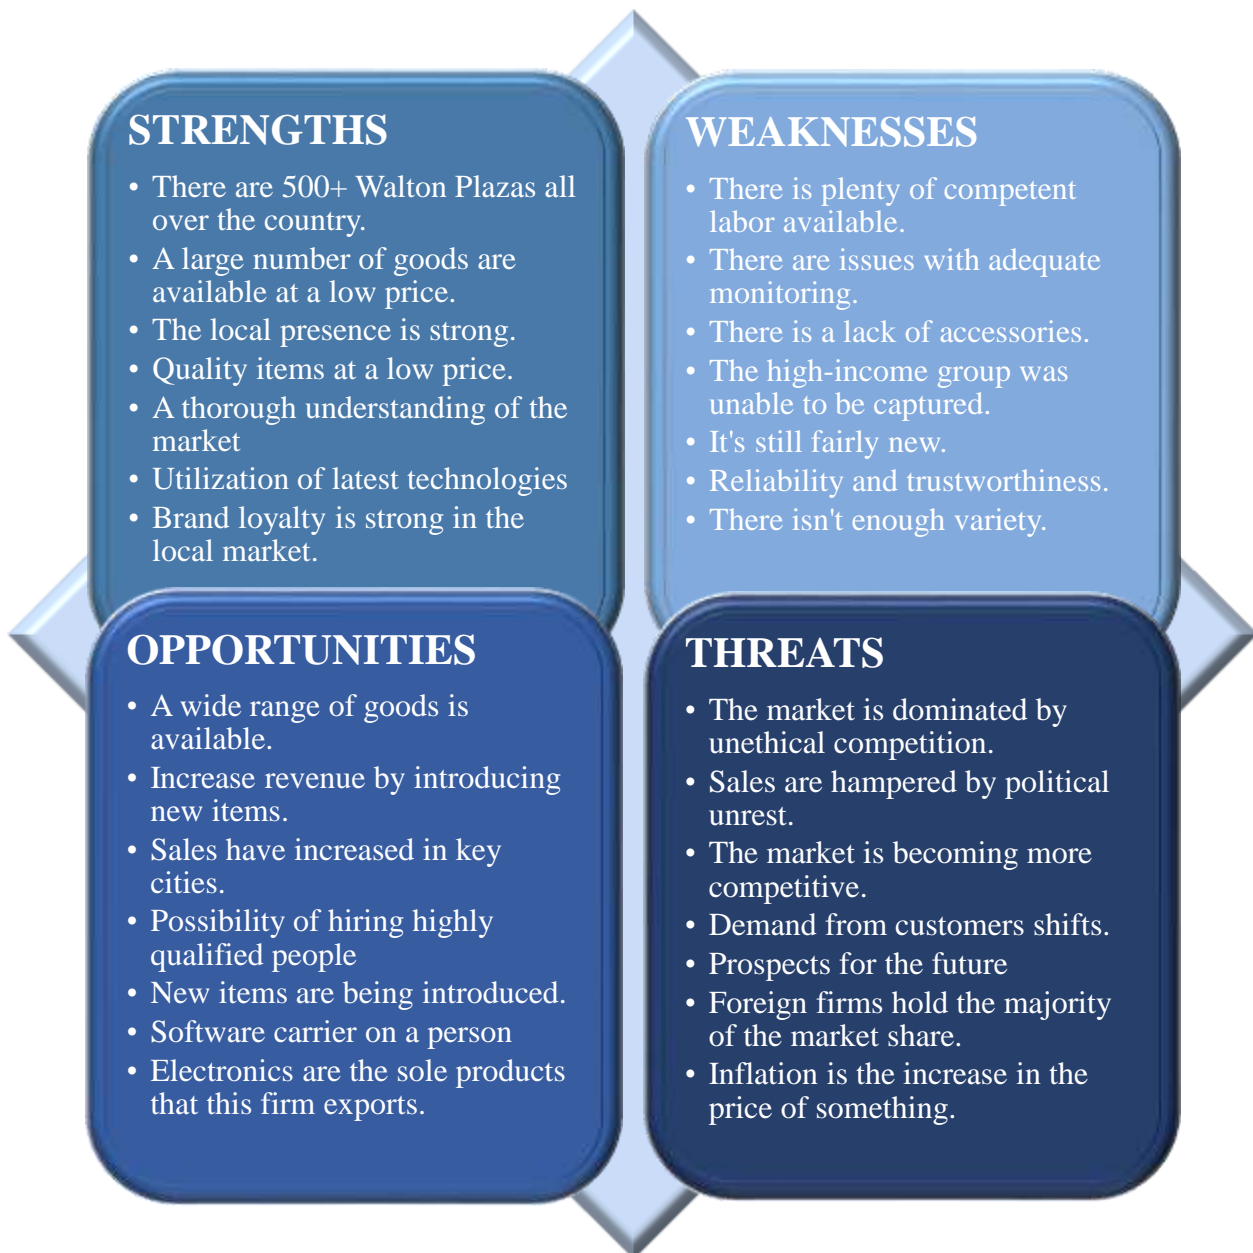 STRENGTHS
• There are 500+ Walton Plazas all
over the country.
• A large number of goods are
available at a low price.
• The local presence is strong.
• Quality items at a low price.
• A thorough understanding of the
market
• Utilization of latest technologies
• Brand loyalty is strong in the
local market.
WEAKNESSES
• There is plenty of competent
labor available.
• There are issues with adequate
monitoring.
• There is a lack of accessories.
• The high-income group was
unable to be captured.
• It's still fairly new.
• Reliability and trustworthiness.
• There isn't enough variety.
OPPORTUNITIES
• A wide range of goods is
available.
• Increase revenue by introducing
new items.
• Sales have increased in key
cities.
• Possibility of hiring highly
qualified people
• New items are being introduced.
• Software carrier on a person
• Electronics are the sole products
that this firm exports.
THREATS
• The market is dominated by
unethical competition.
• Sales are hampered by political
unrest.
• The market is becoming more
competitive.
• Demand from customers shifts.
• Prospects for the future
• Foreign firms hold the majority
of the market share.
• Inflation is the increase in the
price of something.